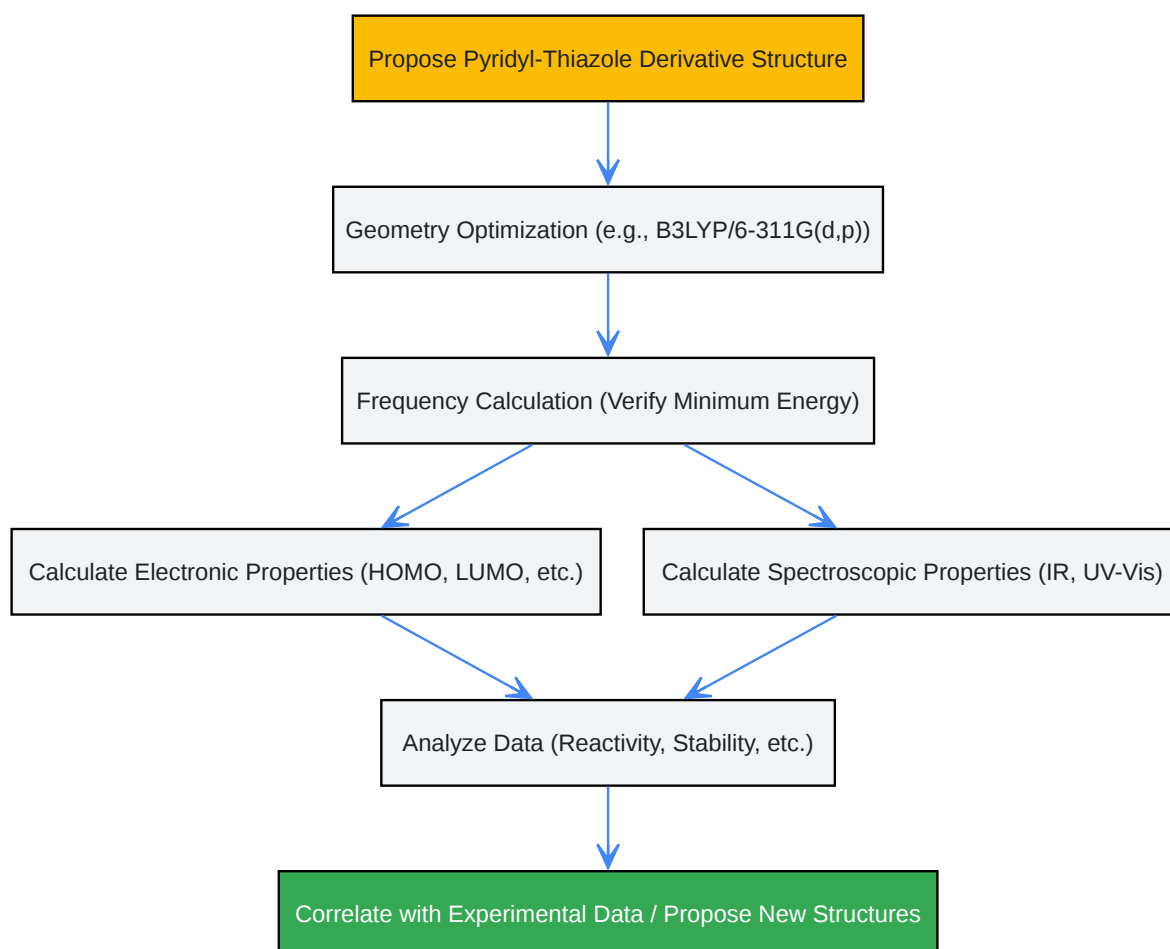 Propose Pyridyl-Thiazole Derivative Structure
Geometry Optimization (e.g., B3LYP/6-311G(d,p))
Frequency Calculation (Verify Minimum Energy)
Calculate Electronic Properties (HOMO, LUMO, etc.)
Calculate Spectroscopic Properties (IR, UV-Vis)
Analyze Data (Reactivity, Stability, etc.)
Correlate with Experimental Data / Propose New Structures